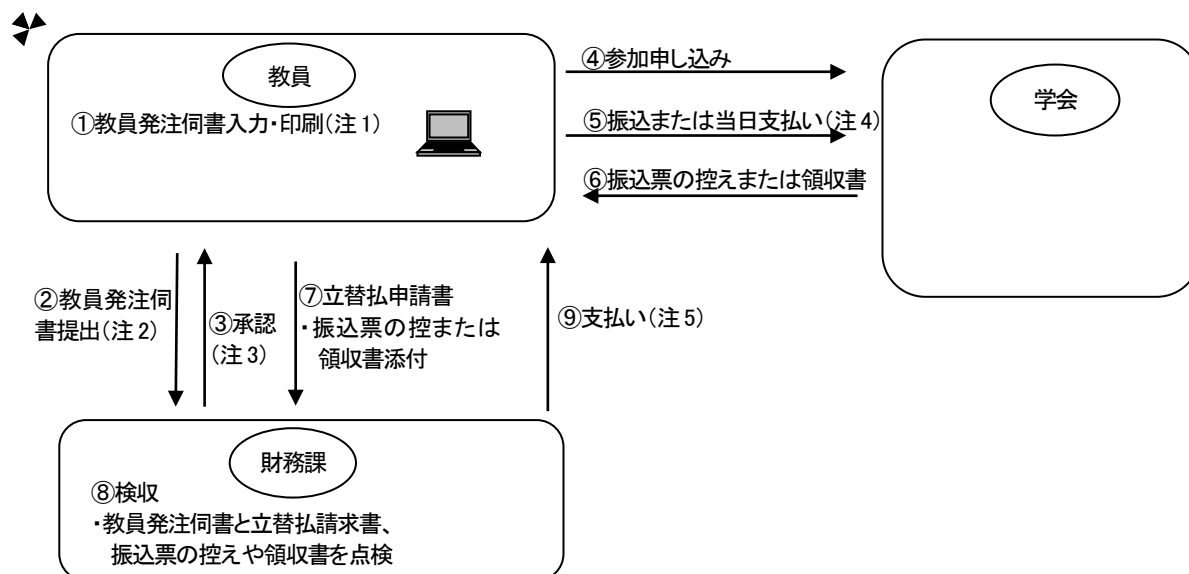 教員
①教員発注伺書入力・印刷（注1）
④参加申し込み
⑤振込または当日支払い（注4）
⑥振込票の控えまたは領収書
学会
②教員発注伺
書提出（注2）
③承認
（注3）
⑦立替払申請書
・振込票の控または
領収書添付
⑨支払い（注5）
財務課
⑧検収
・教員発注伺書と立替払請求書、
振込票の控えや領収書を点検